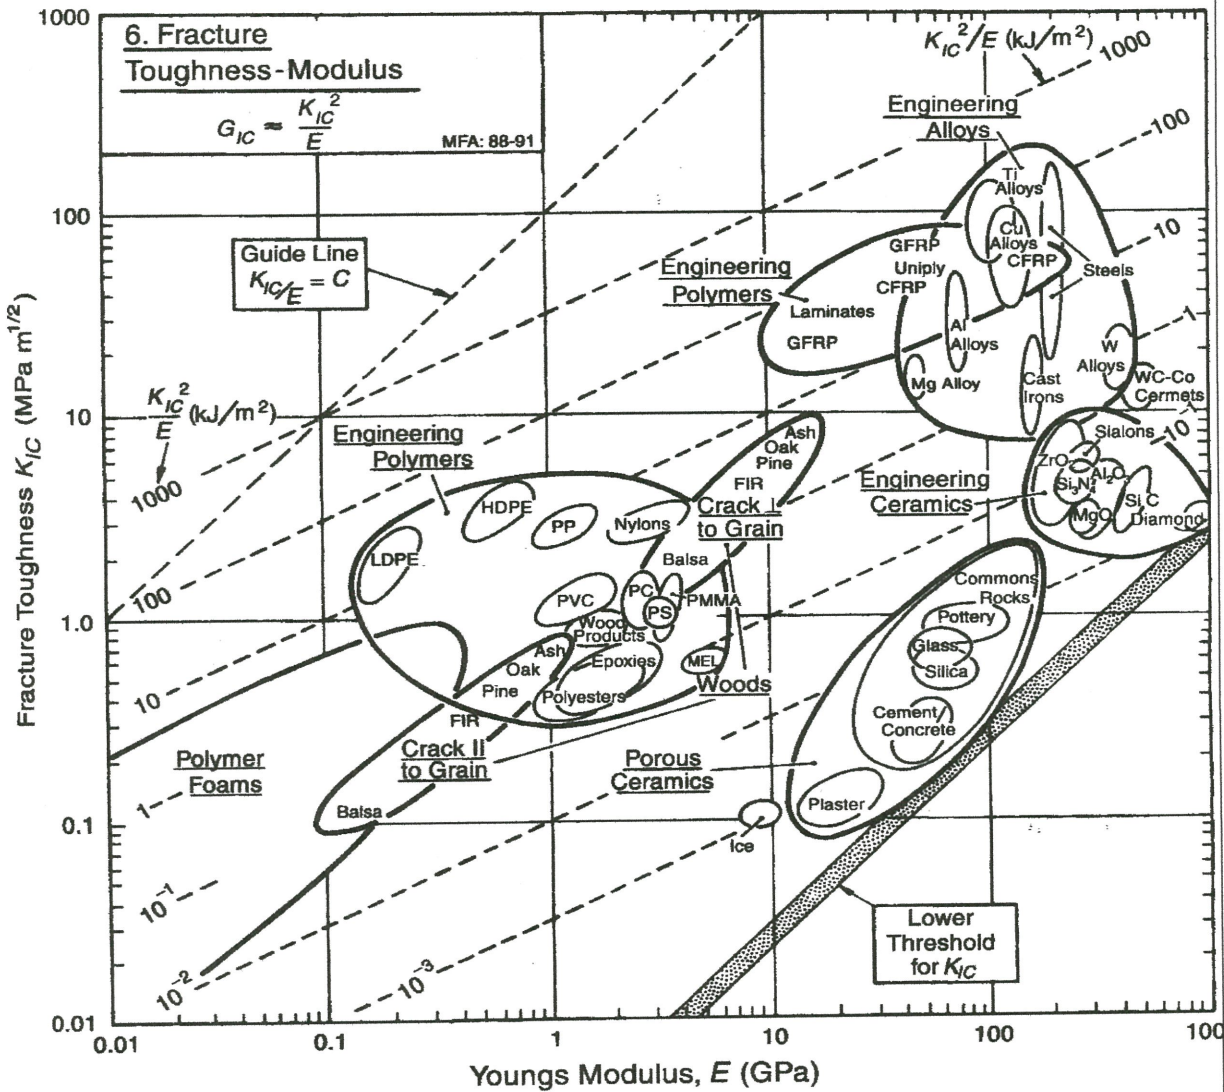 6. Fracture
Toughness-Modulus
G_IC ≈ K_IC²/E
MFA: 88-91
K_IC²/E (kJ/m²)
1000
100
10
1
10⁻¹
Engineering
Alloys
Ti
Alloys
Cu
Alloys
CFRP
Steels
GFRP
Uniply
CFRP
Engineering
Polymers
Laminates
GFRP
Al
Alloys
Mg Alloy
Cast
Irons
W
Alloys
WC-Co
Cermets
Guide Line
K_IC/E = C
K_IC²/E (kJ/m²)
1000
100
10
1
10⁻¹
10⁻²
10⁻³
Engineering
Polymers
HDPE
PP
Nylons
LDPE
PVC
PC
PS
PMMA
Wood
Products
Ash
Oak
Pine
FIR
Epoxies
Polyesters
MEL
Ash
Oak
Pine
FIR
Crack ⊥
to Grain
Balsa
Woods
Engineering
Ceramics
Sialons
ZrO₂
Al₂O₃
Si₃N₄
SiC
MgO
Diamond
Commons
Rocks
Pottery
Glass
Silica
Cement
Concrete
Porous
Ceramics
Plaster
Ice
Polymer
Foams
Crack II
to Grain
Balsa
Lower
Threshold
for K_IC
Fracture Toughness K_IC (MPa m^1/2)
1000
100
10
1.0
0.1
0.01
0.01
0.1
1
10
100
1000
Youngs Modulus, E (GPa)